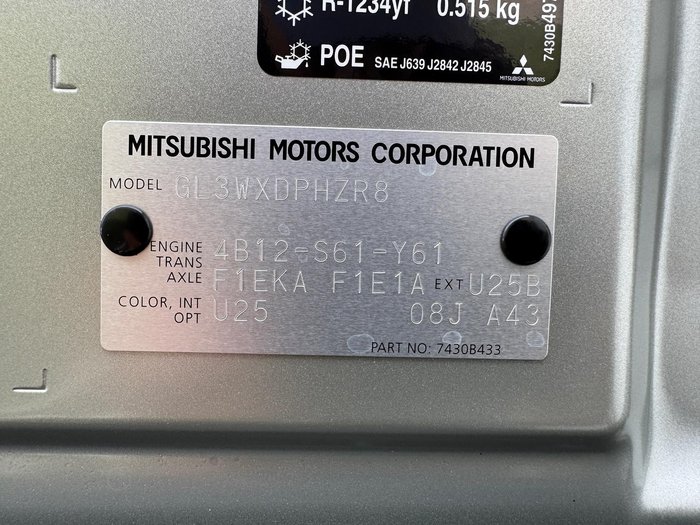 R-1234yf 0.515 kg
POE SAE J639 J2842 J2845
MITSUBISHI MOTORS
7430B497
MITSUBISHI MOTORS CORPORATION
MODEL GL3WXDPHZR8
ENGINE 4B12-S61-Y61
TRANS AXLE F1EKA F1E1A EXT U25B
COLOR, INT OPT U25 08J A43
PART NO: 7430B433